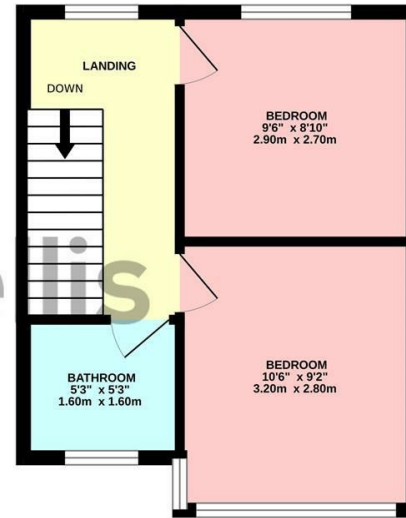 LANDING
DOWN
BEDROOM
9'6" x 8'10"
2.90m x 2.70m
BEDROOM
10'6" x 9'2"
3.20m x 2.80m
BATHROOM
5'3" x 5'3"
1.60m x 1.60m
ellis